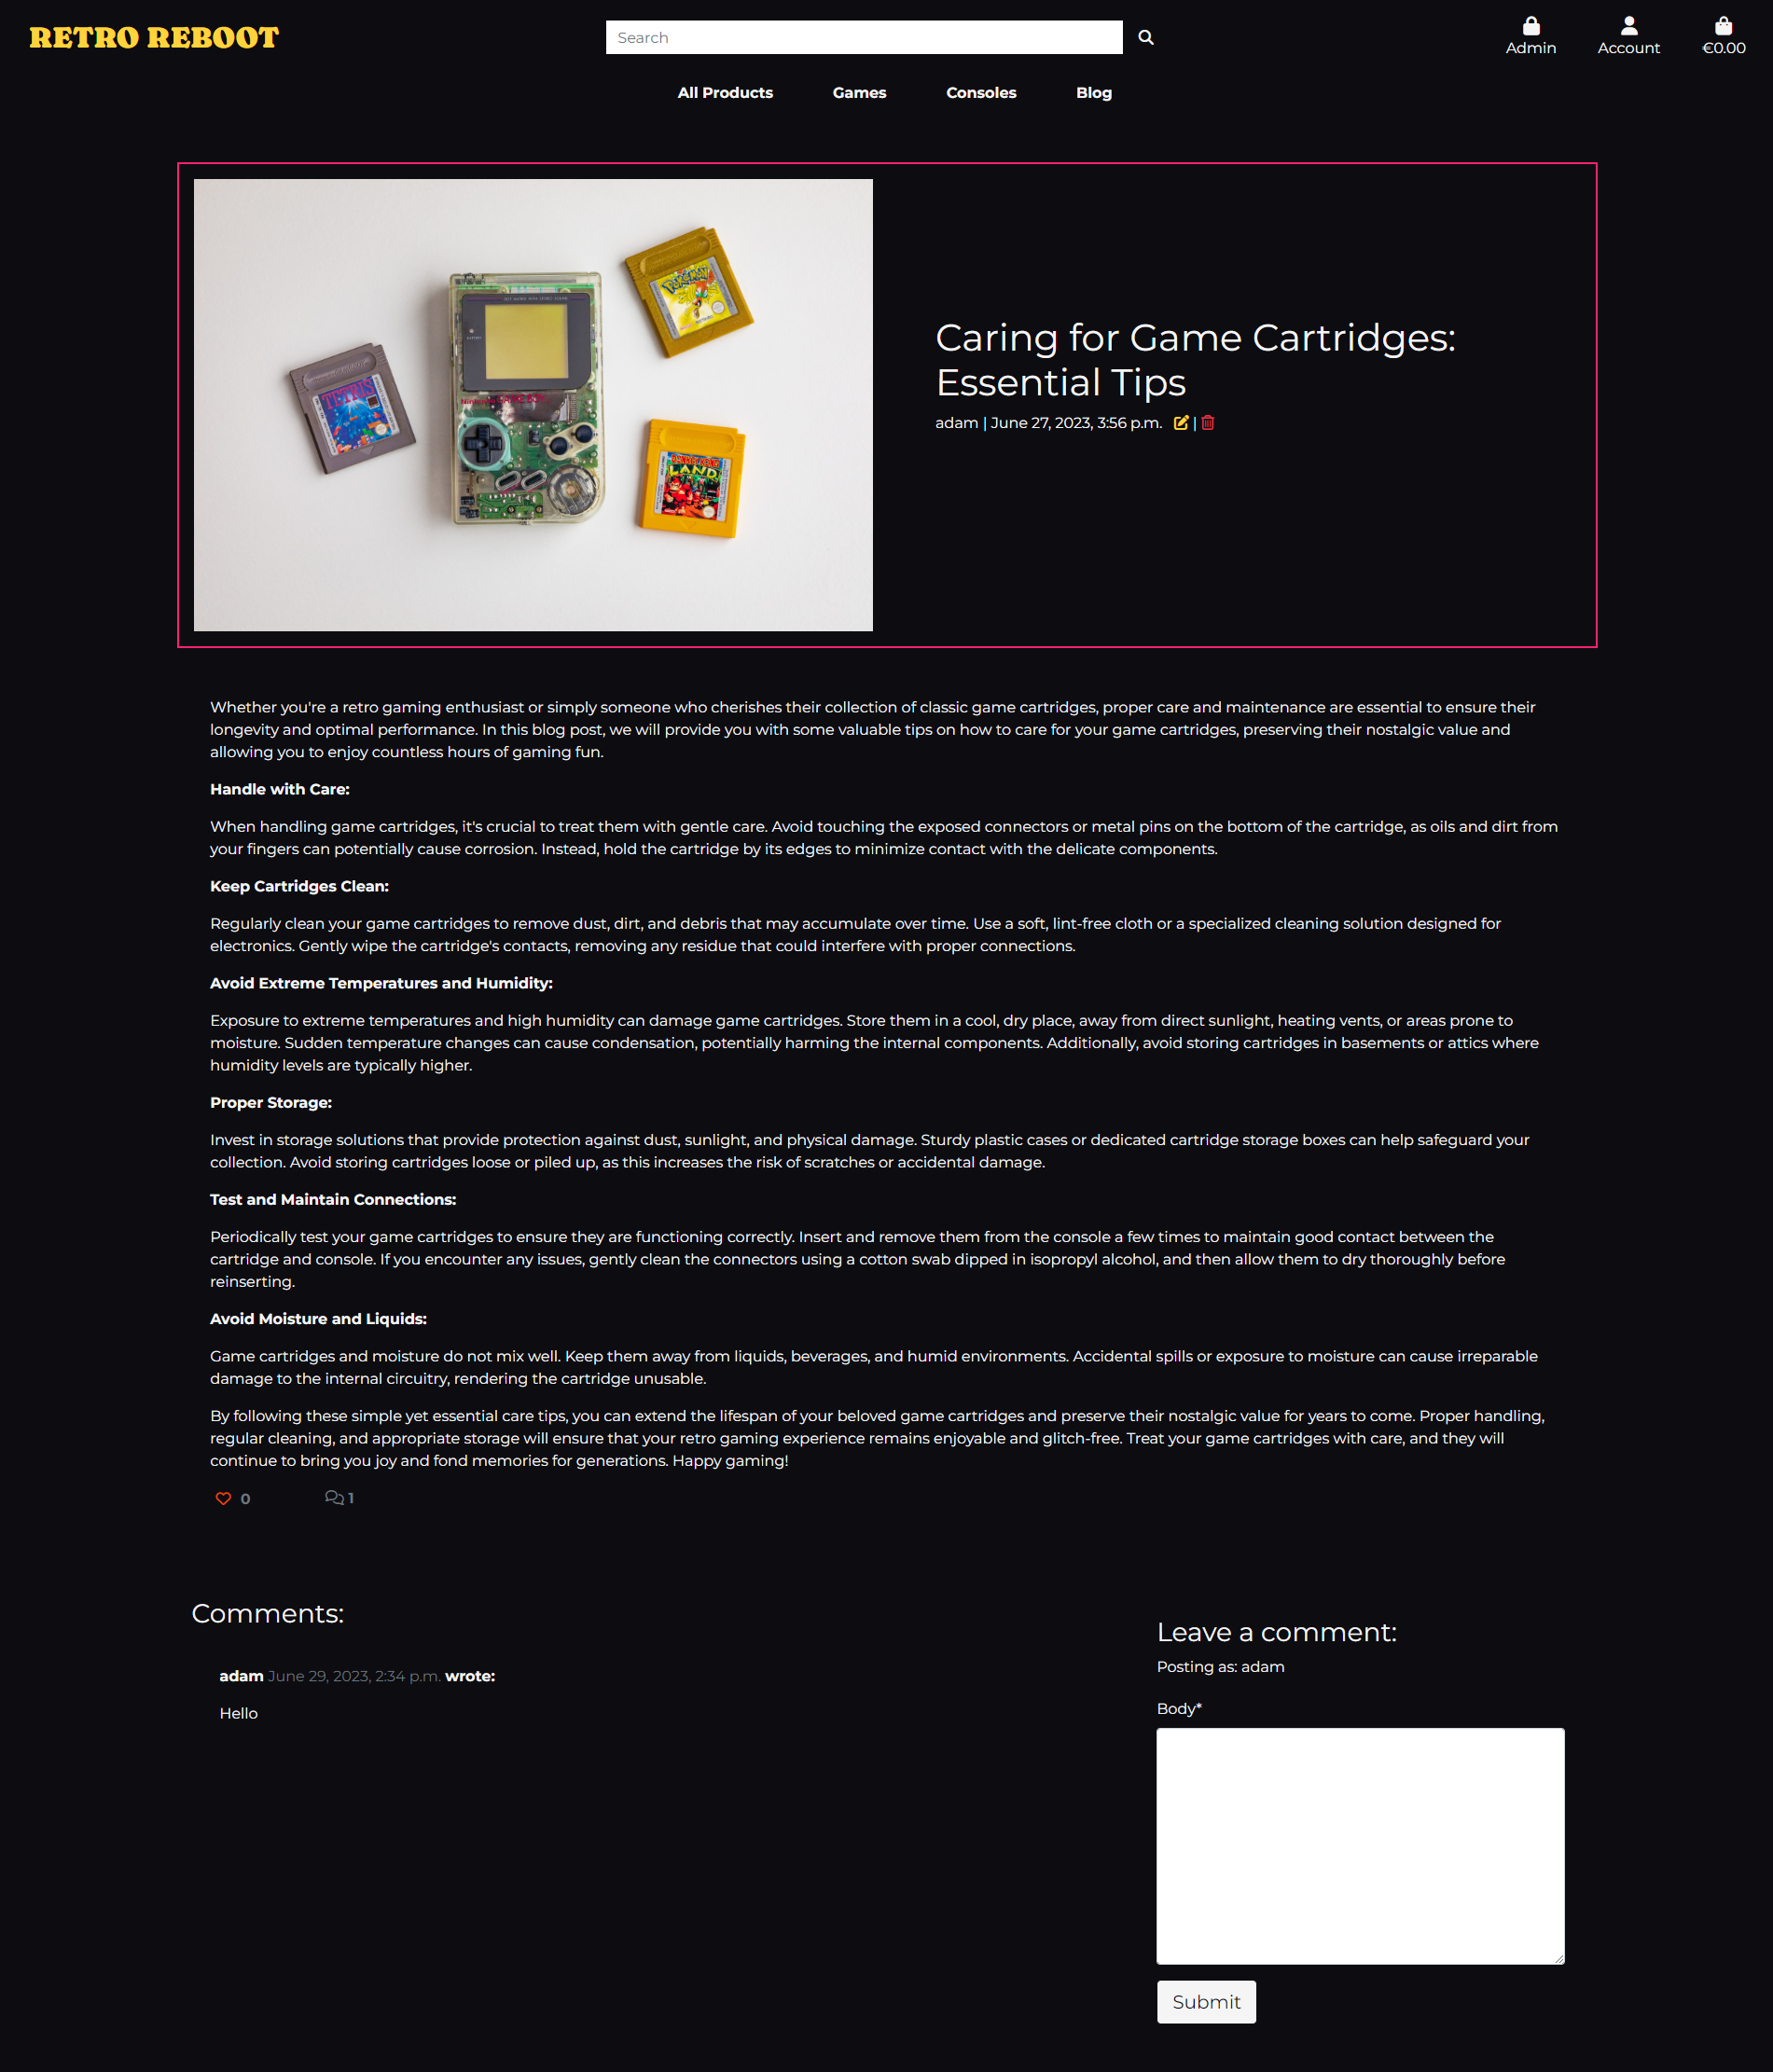 RETRO REBOOT
Search
Admin
Account
€0.00
All Products
Games
Consoles
Blog
TETRIS
POKÉMON
DONKEY KONG
LAND
Nintendo GAME BOY
Caring for Game Cartridges:
Essential Tips
adam | June 27, 2023, 3:56 p.m. |
Whether you're a retro gaming enthusiast or simply someone who cherishes their collection of classic game cartridges, proper care and maintenance are essential to ensure their
longevity and optimal performance. In this blog post, we will provide you with some valuable tips on how to care for your game cartridges, preserving their nostalgic value and
allowing you to enjoy countless hours of gaming fun.
Handle with Care:
When handling game cartridges, it's crucial to treat them with gentle care. Avoid touching the exposed connectors or metal pins on the bottom of the cartridge, as oils and dirt from
your fingers can potentially cause corrosion. Instead, hold the cartridge by its edges to minimize contact with the delicate components.
Keep Cartridges Clean:
Regularly clean your game cartridges to remove dust, dirt, and debris that may accumulate over time. Use a soft, lint-free cloth or a specialized cleaning solution designed for
electronics. Gently wipe the cartridge's contacts, removing any residue that could interfere with proper connections.
Avoid Extreme Temperatures and Humidity:
Exposure to extreme temperatures and high humidity can damage game cartridges. Store them in a cool, dry place, away from direct sunlight, heating vents, or areas prone to
moisture. Sudden temperature changes can cause condensation, potentially harming the internal components. Additionally, avoid storing cartridges in basements or attics where
humidity levels are typically higher.
Proper Storage:
Invest in storage solutions that provide protection against dust, sunlight, and physical damage. Sturdy plastic cases or dedicated cartridge storage boxes can help safeguard your
collection. Avoid storing cartridges loose or piled up, as this increases the risk of scratches or accidental damage.
Test and Maintain Connections:
Periodically test your game cartridges to ensure they are functioning correctly. Insert and remove them from the console a few times to maintain good contact between the
cartridge and console. If you encounter any issues, gently clean the connectors using a cotton swab dipped in isopropyl alcohol, and then allow them to dry thoroughly before
reinserting.
Avoid Moisture and Liquids:
Game cartridges and moisture do not mix well. Keep them away from liquids, beverages, and humid environments. Accidental spills or exposure to moisture can cause irreparable
damage to the internal circuitry, rendering the cartridge unusable.
By following these simple yet essential care tips, you can extend the lifespan of your beloved game cartridges and preserve their nostalgic value for years to come. Proper handling,
regular cleaning, and appropriate storage will ensure that your retro gaming experience remains enjoyable and glitch-free. Treat your game cartridges with care, and they will
continue to bring you joy and fond memories for generations. Happy gaming!
0
1
Comments:
adam June 29, 2023, 2:34 p.m. wrote:
Hello
Leave a comment:
Posting as: adam
Body*
Submit